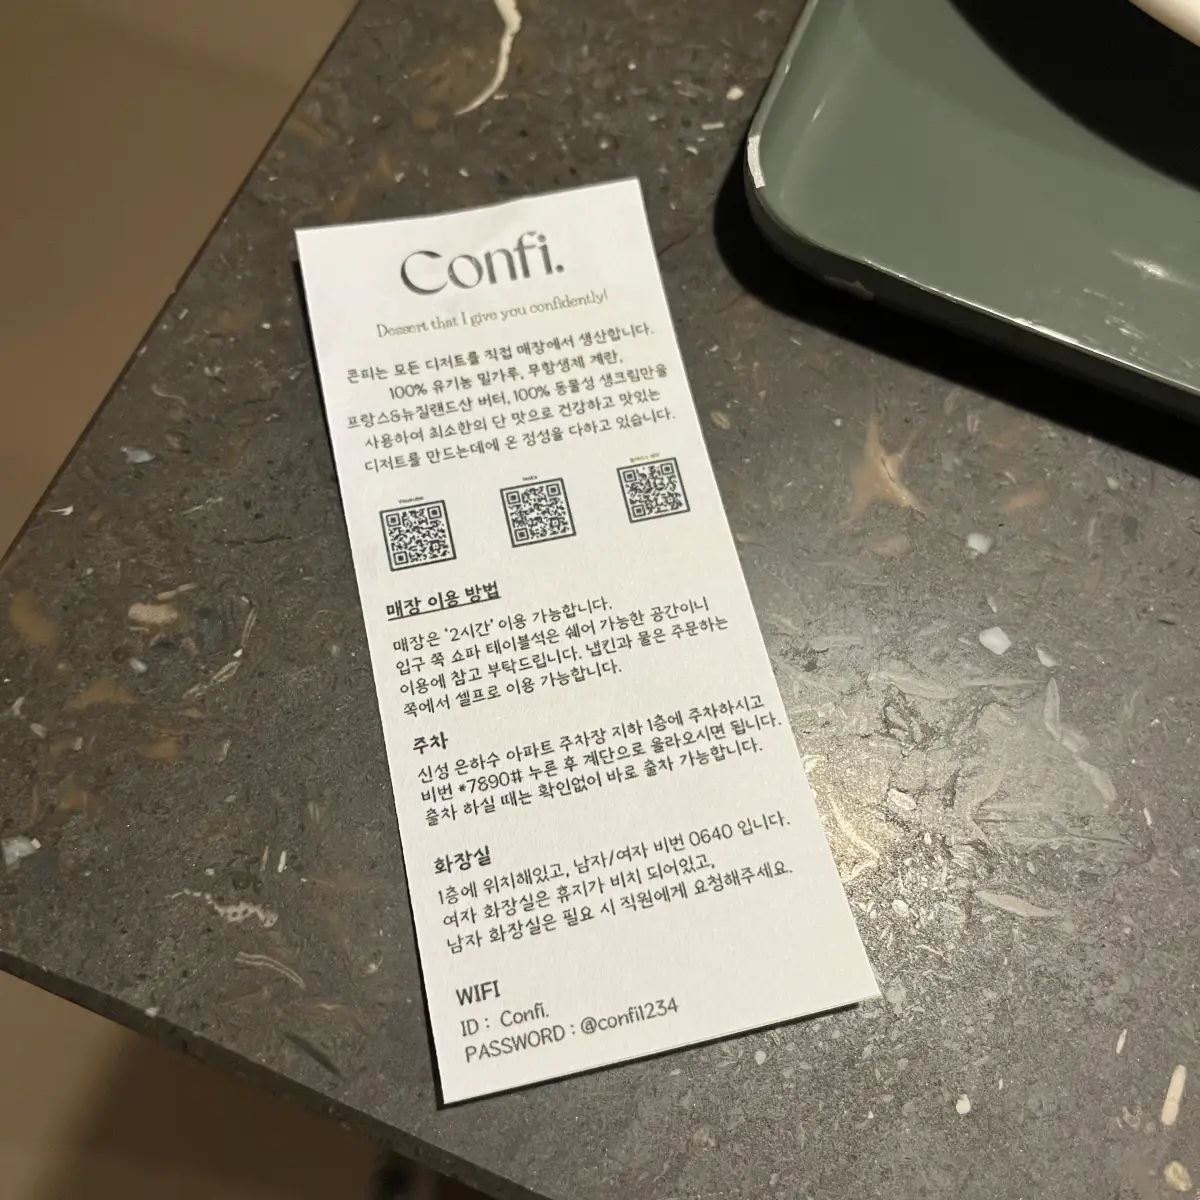 Confi.
Dessert that I give you confidently!
콘피는 모든 디저트를 직접 매장에서 생산합니다.
100% 유기농 밀가루, 무항생제 계란,
프랑스&뉴질랜드산 버터, 100% 동물성 생크림만을
사용하여 최소한의 단 맛으로 건강하고 맛있는
디저트를 만드는데에 온 정성을 다하고 있습니다.
매장 이용 방법
매장은 '2시간' 이용 가능합니다.
입구 쪽 쇼파 테이블석은 쉐어 가능한 공간이니
이용에 참고 부탁드립니다. 냅킨과 물은 주문하는
쪽에서 셀프로 이용 가능합니다.
주차
신성 은하수 아파트 주차장 지하 1층에 주차하시고
비번 *7890# 누른 후 계단으로 올라오시면 됩니다.
출차 하실 때는 확인없이 바로 출차 가능합니다.
화장실
1층에 위치해있고, 남자/여자 비번 0640 입니다.
여자 화장실은 휴지가 비치 되어있고,
남자 화장실은 필요 시 직원에게 요청해주세요.
WIFI
ID : Confi.
PASSWORD : @confi1234